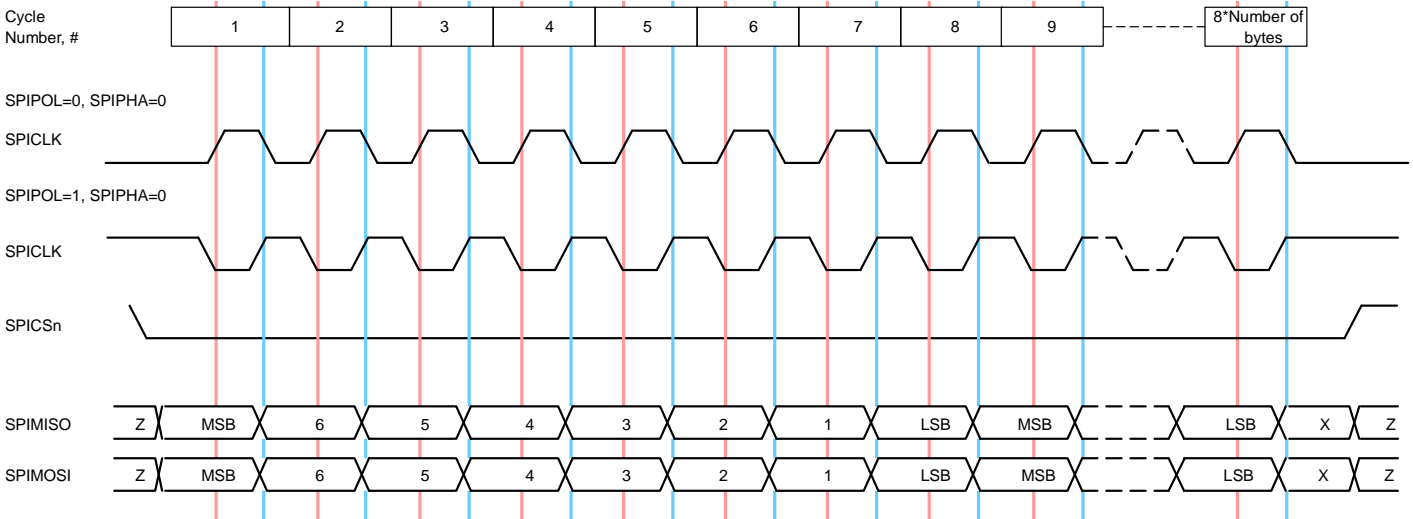 Cycle
Number, #
1 2 3 4 5 6 7 8 9
8*Number of
bytes
SPIPOL=0, SPIPHA=0
SPICLK
SPIPOL=1, SPIPHA=0
SPICLK
SPICSn
SPIMISO Z MSB 6 5 4 3 2 1 LSB MSB LSB X Z
SPIMOSI Z MSB 6 5 4 3 2 1 LSB MSB LSB X Z